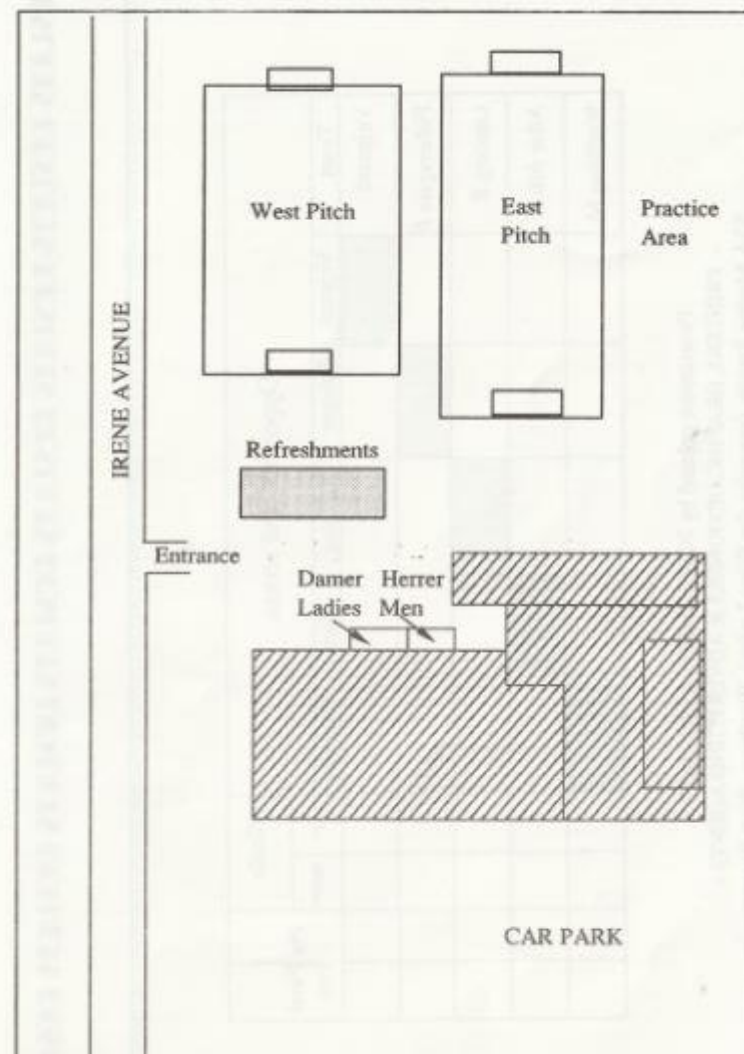 West Pitch
East
Pitch
Practice
Area
IRENE AVENUE
Refreshments
Entrance
Damer
Ladies
Herrer
Men
CAR PARK